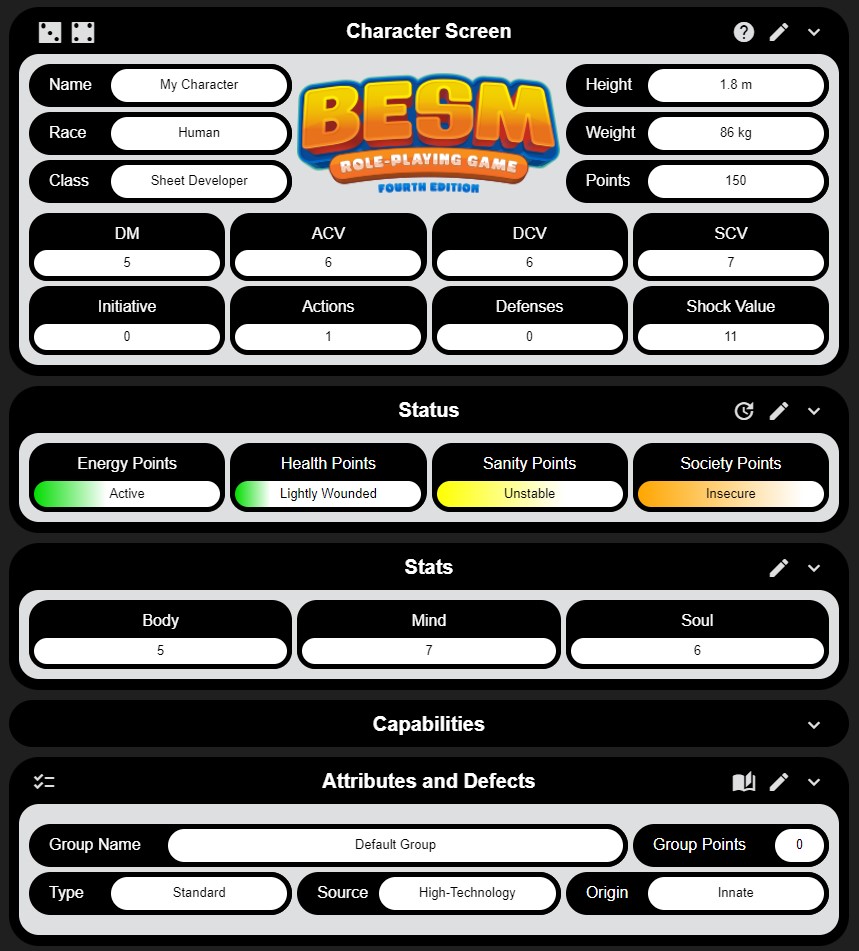 Character Screen
Name My Character
Race Human
Class Sheet Developer
BESM
ROLE-PLAYING GAME
FOURTH EDITION
Height 1.8 m
Weight 86 kg
Points 150
DM ACV DCV SCV
5 6 6 7
Initiative Actions Defenses Shock Value
0 1 0 11
Status
Energy Points Health Points Sanity Points Society Points
Active Lightly Wounded Unstable Insecure
Stats
Body Mind Soul
5 7 6
Capabilities
Attributes and Defects
Group Name Default Group Group Points 0
Type Standard Source High-Technology Origin Innate